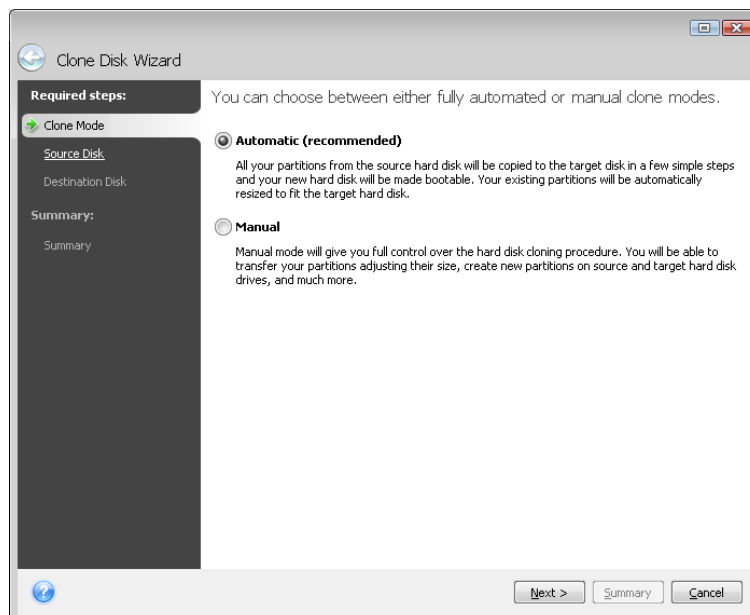 Clone Disk Wizard
Required steps:
Clone Mode
Source Disk
Destination Disk
Summary:
Summary
You can choose between either fully automated or manual clone modes.
Automatic (recommended)
All your partitions from the source hard disk will be copied to the target disk in a few simple steps
and your new hard disk will be made bootable. Your existing partitions will be automatically
resized to fit the target hard disk.
Manual
Manual mode will give you full control over the hard disk cloning procedure. You will be able to
transfer your partitions adjusting their size, create new partitions on source and target hard disk
drives, and much more.
?
Next >
Summary
Cancel